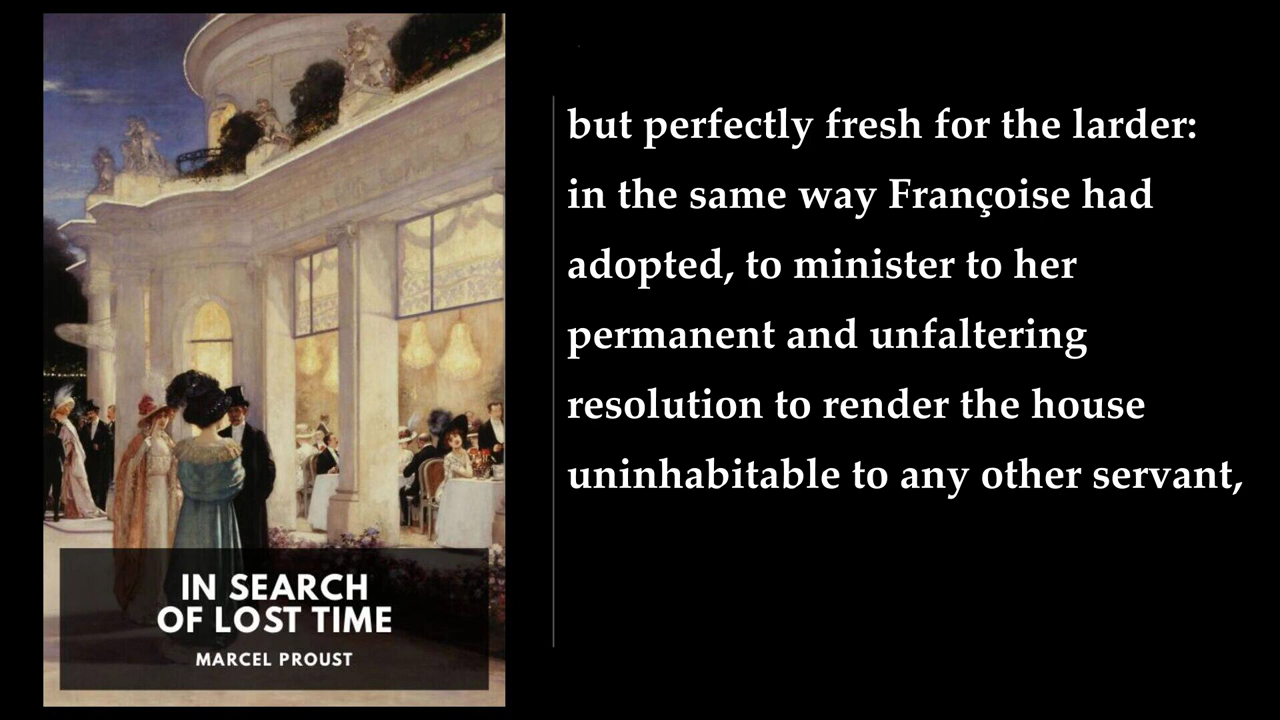 but perfectly fresh for the larder:
in the same way Françoise had
adopted, to minister to her
permanent and unfaltering
resolution to render the house
uninhabitable to any other servant,
IN SEARCH
OF LOST TIME
MARCEL PROUST